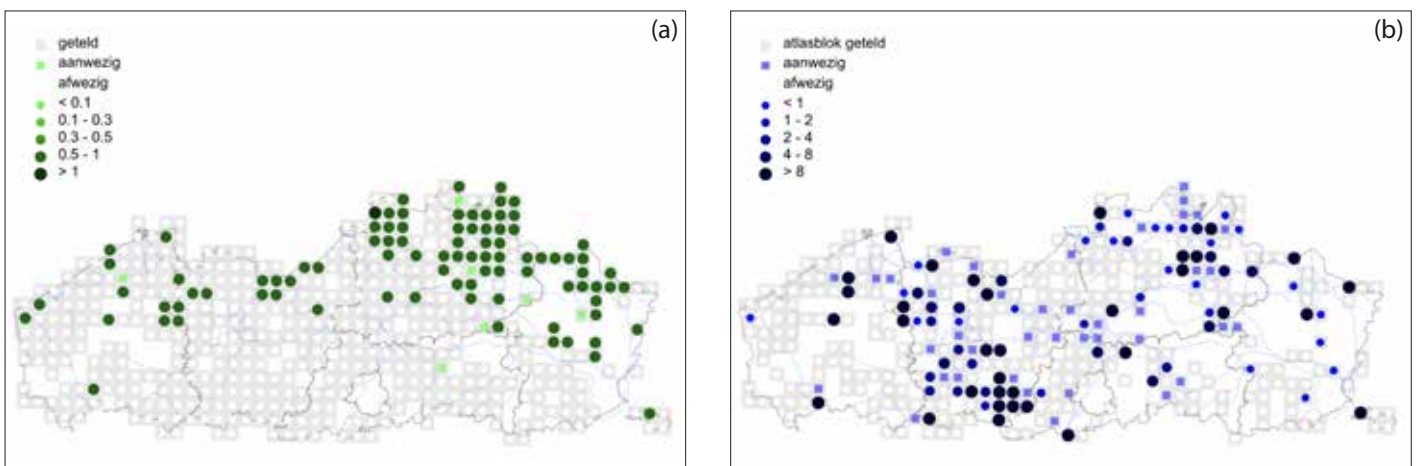 (a)
geteld
aanwezig
afwezig
< 0.1
0.1 - 0.3
0.3 - 0.5
0.5 - 1
> 1
(b)
atlasblok geteld
aanwezig
afwezig
< 1
1 - 2
2 - 4
4 - 8
> 8